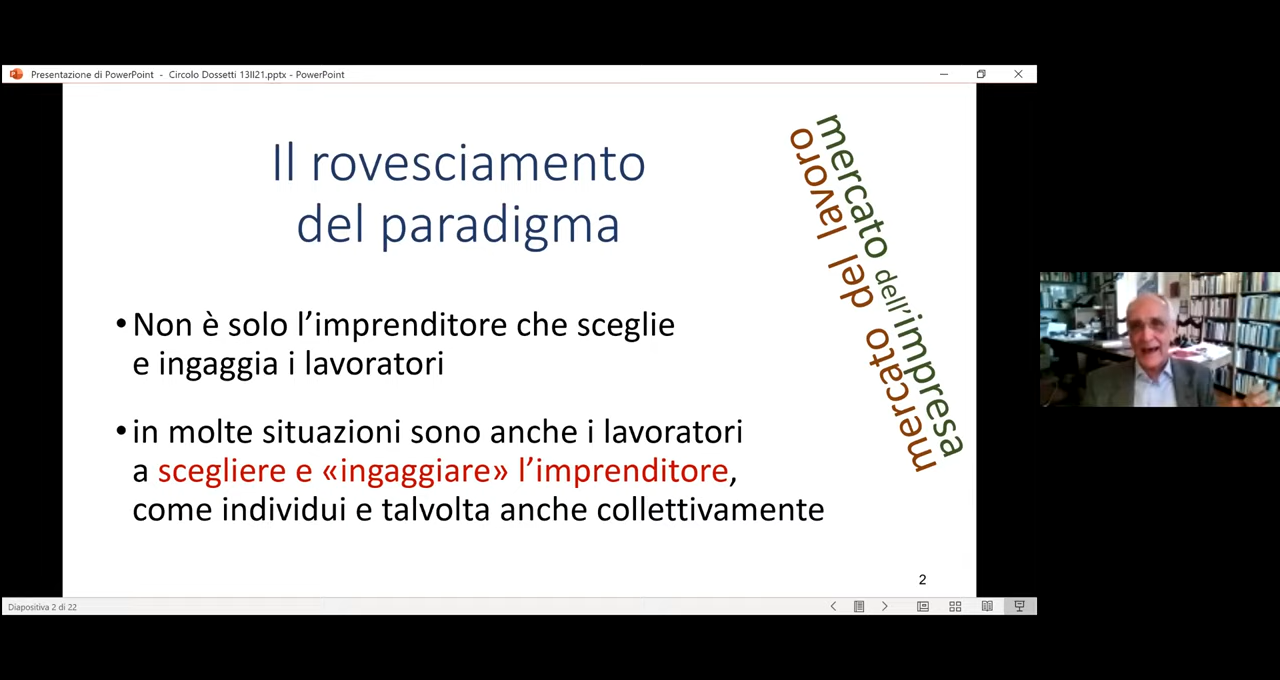 Presentazione di PowerPoint - Circolo Dossetti 13II21.pptx - PowerPoint
Il rovesciamento
del paradigma
mercato dell'impresa
mercato del lavoro
•Non è solo l'imprenditore che sceglie
e ingaggia i lavoratori
•in molte situazioni sono anche i lavoratori
a scegliere e «ingaggiare» l'imprenditore,
come individui e talvolta anche collettivamente
2
Diapositiva 2 di 22